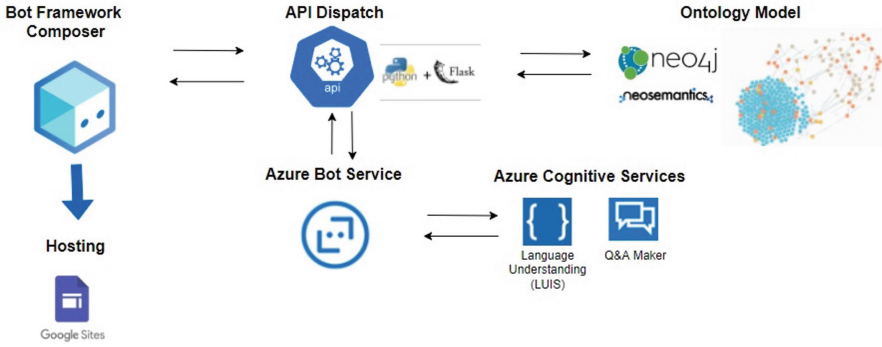 Bot Framework
Composer
API Dispatch
Ontology Model
api
python + Flask
neo4j
neosemantics
Azure Bot Service
Azure Cognitive Services
{ }
Language
Understanding
(LUIS)
Q&A Maker
Hosting
Google Sites